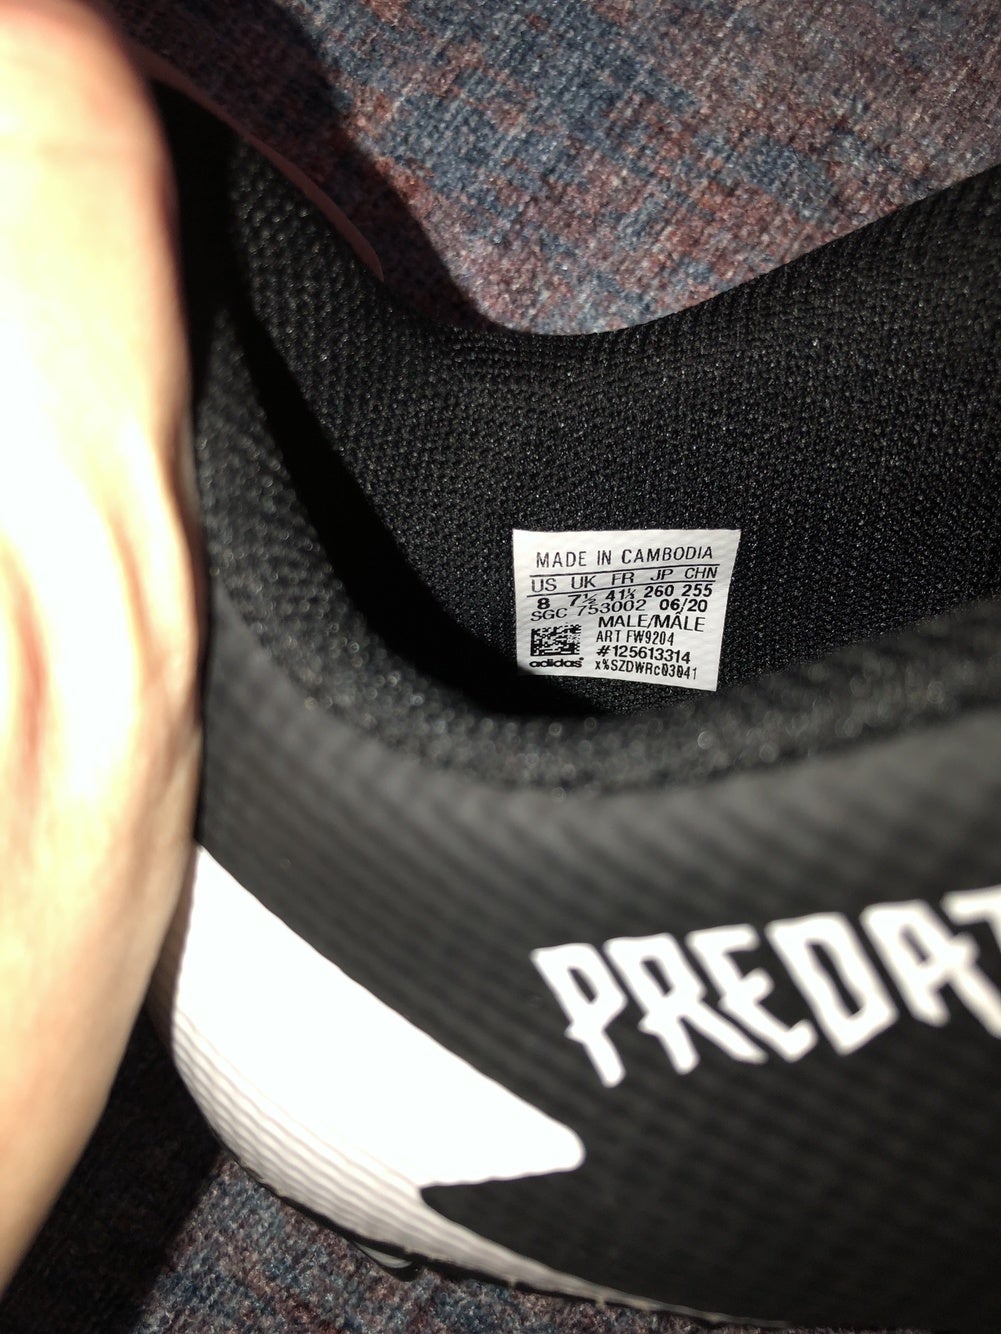 MADE IN CAMBODIA
US UK FR JP CHN
8 7½ 41⅓ 260 255
SGC 753002 06/20
MALE/MÂLE
ART FW9204
#125613314
adidas x%SZDWRc03041
PREDAT